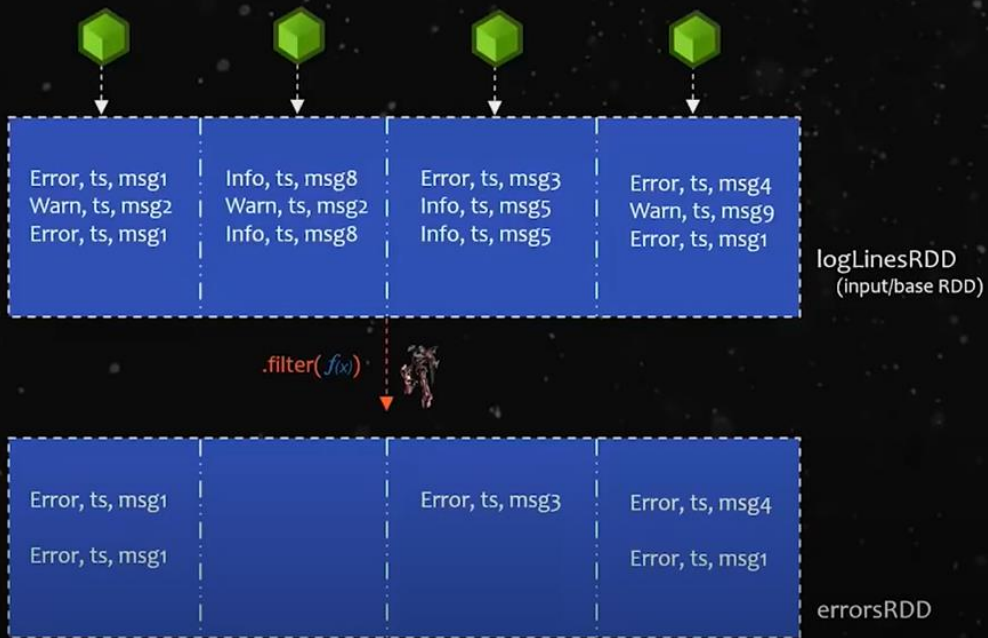 Error, ts, msg1
Warn, ts, msg2
Error, ts, msg1
Info, ts, msg8
Warn, ts, msg2
Info, ts, msg8
Error, ts, msg3
Info, ts, msg5
Info, ts, msg5
Error, ts, msg4
Warn, ts, msg9
Error, ts, msg1
logLinesRDD
(input/base RDD)
.filter( f(x) )
Error, ts, msg1
Error, ts, msg1
Error, ts, msg3
Error, ts, msg4
Error, ts, msg1
errorsRDD